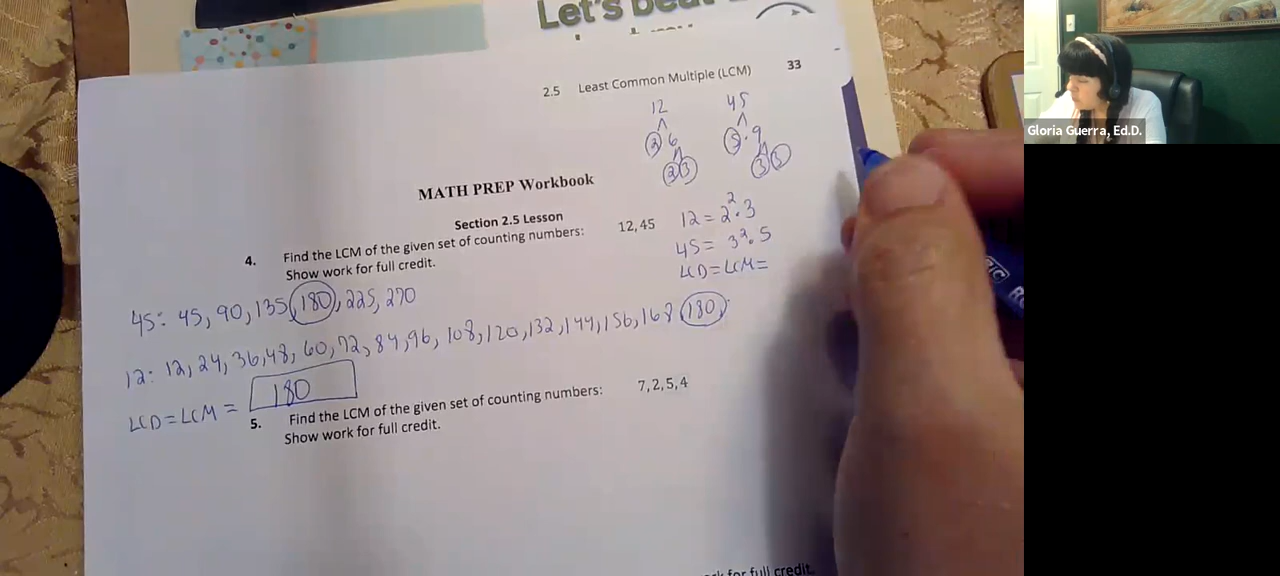 Let's beat
2.5 Least Common Multiple (LCM) 33
12 45
2 6 5 · 9
2 3 3 3
MATH PREP Workbook
Section 2.5 Lesson
4. Find the LCM of the given set of counting numbers: 12, 45
Show work for full credit.
12 = 2² · 3
45 = 3² · 5
LCD = LCM =
45: 45, 90, 135, 180, 225, 270
12: 12, 24, 36, 48, 60, 72, 84, 96, 108, 120, 132, 144, 156, 168 180,
LCD = LCM = 180
5. Find the LCM of the given set of counting numbers: 7, 2, 5, 4
Show work for full credit.
for full credit.
Gloria Guerra, Ed.D.